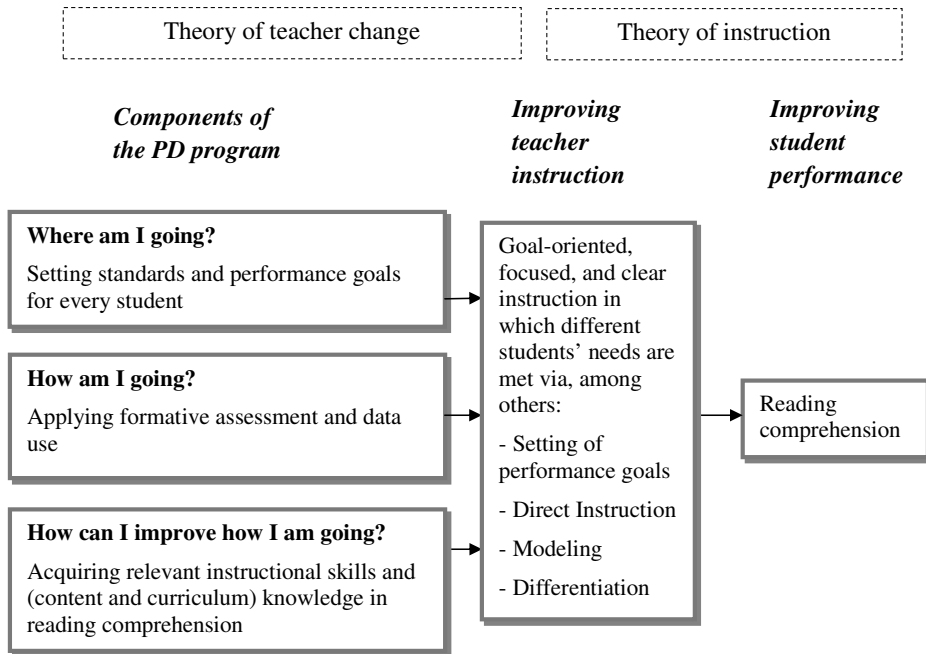 Theory of teacher change
Theory of instruction
Components of
the PD program
Improving
teacher
instruction
Improving
student
performance
Where am I going?
Setting standards and performance goals
for every student
How am I going?
Applying formative assessment and data
use
How can I improve how I am going?
Acquiring relevant instructional skills and
(content and curriculum) knowledge in
reading comprehension
Goal-oriented,
focused, and clear
instruction in
which different
students’ needs are
met via, among
others:
- Setting of
performance goals
- Direct Instruction
- Modeling
- Differentiation
Reading
comprehension